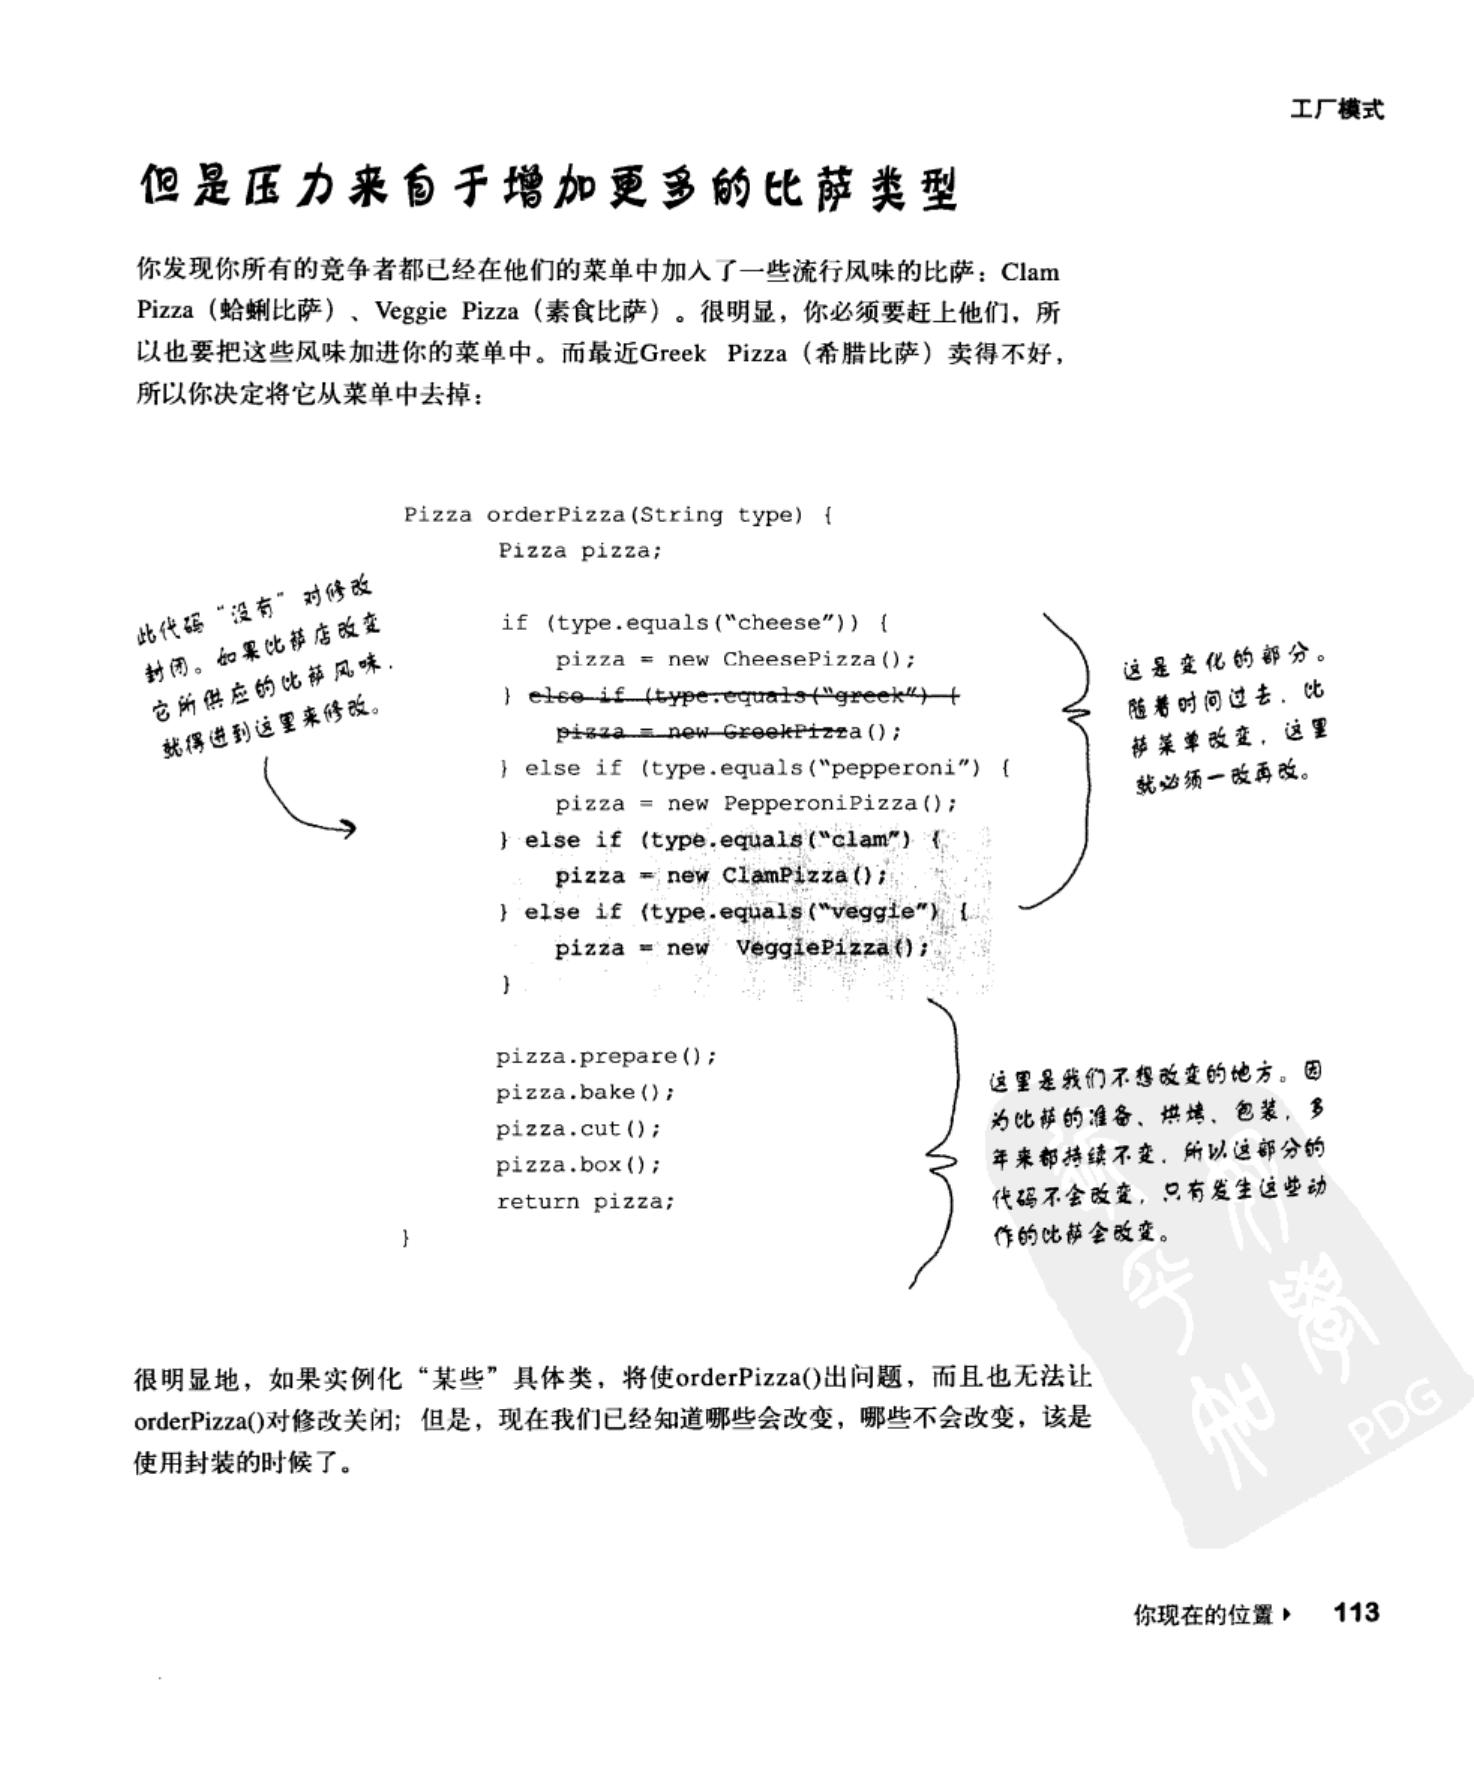 工厂模式
但是压力来自于增加更多的比萨类型
你发现你所有的竞争者都已经在他们的菜单中加入了一些流行风味的比萨：Clam
Pizza（蛤蜊比萨）、Veggie Pizza（素食比萨）。很明显，你必须要赶上他们，所
以也要把这些风味加进你的菜单中。而最近Greek Pizza（希腊比萨）卖得不好，
所以你决定将它从菜单中去掉：
Pizza orderPizza(String type) {
Pizza pizza;
此代码“没有”对修改
封闭。如果比萨店改变
它所供应的比萨风味，
就得进到这里来修改。
if (type.equals(“cheese”)) {
pizza = new CheesePizza();
} else if (type.equals(“greek”) {
pizza = new GreekPizza();
} else if (type.equals(“pepperoni”) {
pizza = new PepperoniPizza();
} else if (type.equals(“clam”) {
pizza = new ClamPizza();
} else if (type.equals(“veggie”) {
pizza = new VeggiePizza();
}
这是变化的部分。
随着时间过去，比
萨菜单改变，这里
就必须一改再改。
pizza.prepare();
pizza.bake();
pizza.cut();
pizza.box();
return pizza;
}
这里是我们不想改变的地方。因
为比萨的准备、烘烤、包装，多
年来都持续不变，所以这部分的
代码不会改变，只有发生这些动
作的比萨会改变。
很明显地，如果实例化“某些”具体类，将使orderPizza()出问题，而且也无法让
orderPizza()对修改关闭；但是，现在我们已经知道哪些会改变，哪些不会改变，该是
使用封装的时候了。
PDG
你现在的位置 113